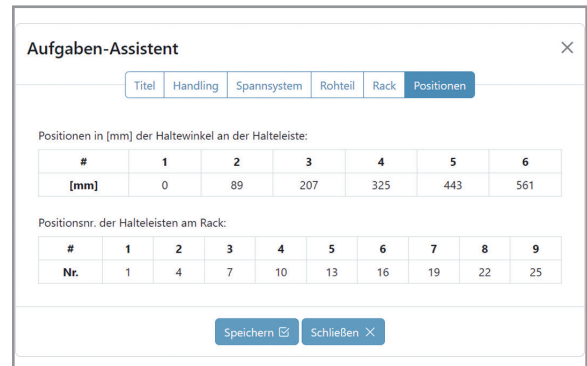 Aufgaben-Assistent
Titel Handling Spannsystem Rohteil Rack Positionen
Positionen in [mm] der Haltewinkel an der Halteleiste:
# 1 2 3 4 5 6
[mm] 0 89 207 325 443 561
Positionsnr. der Halteleisten am Rack:
# 1 2 3 4 5 6 7 8 9
Nr. 1 4 7 10 13 16 19 22 25
Speichern Schließen